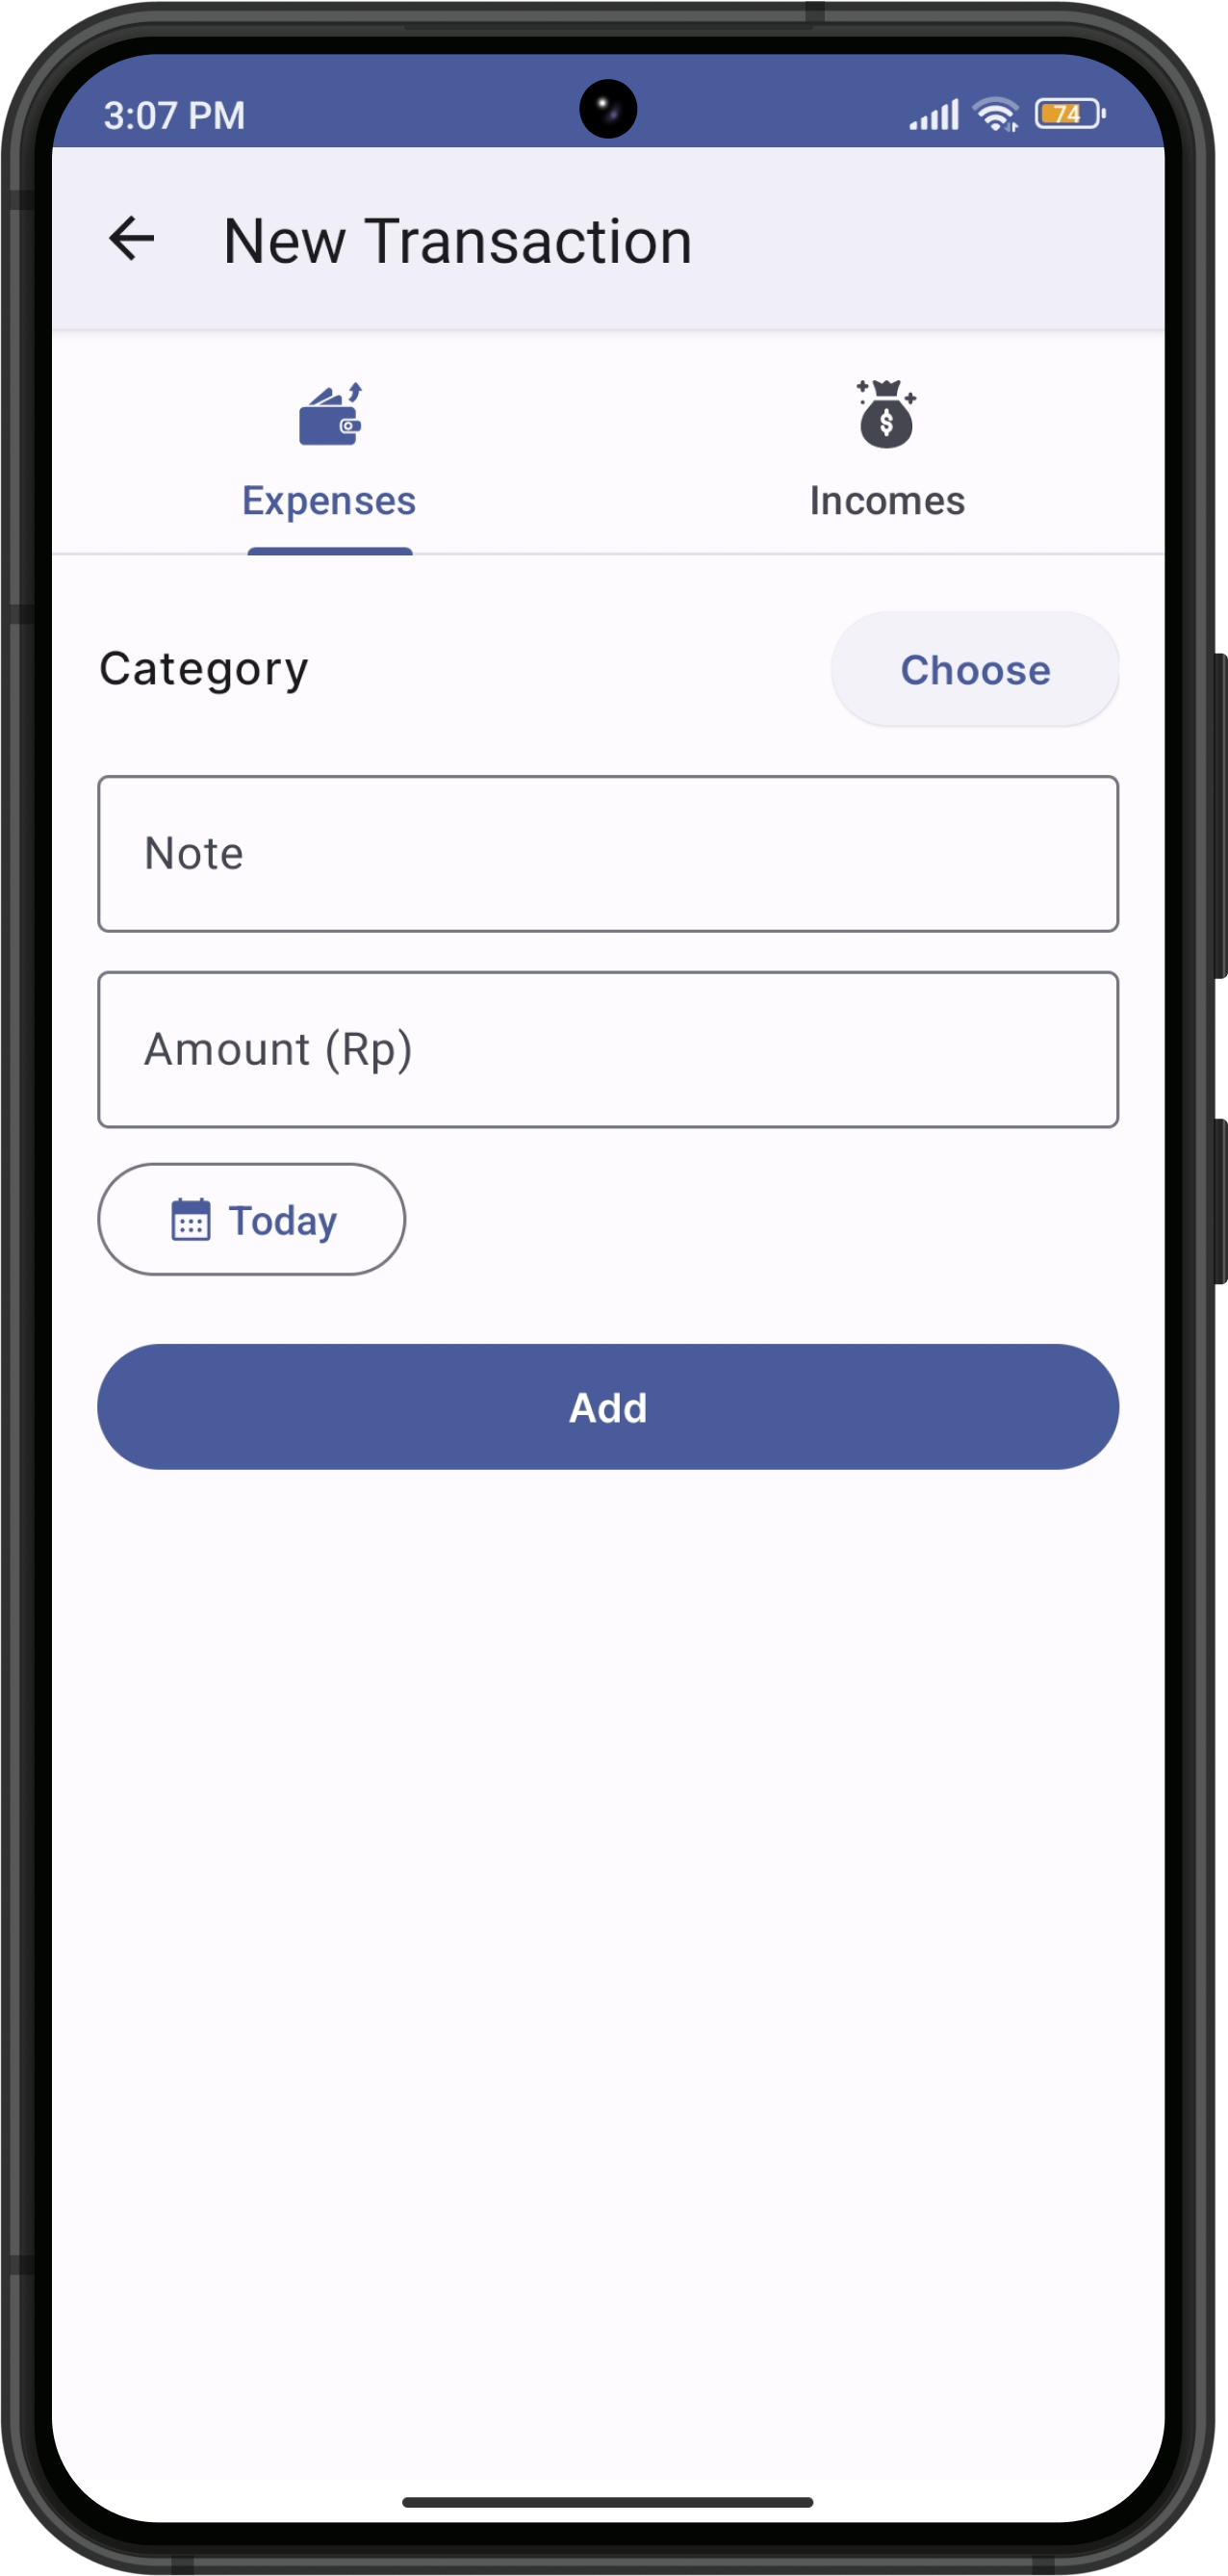 3:07 PM 74
New Transaction
Expenses Incomes
Category Choose
Note
Amount (Rp)
Today
Add